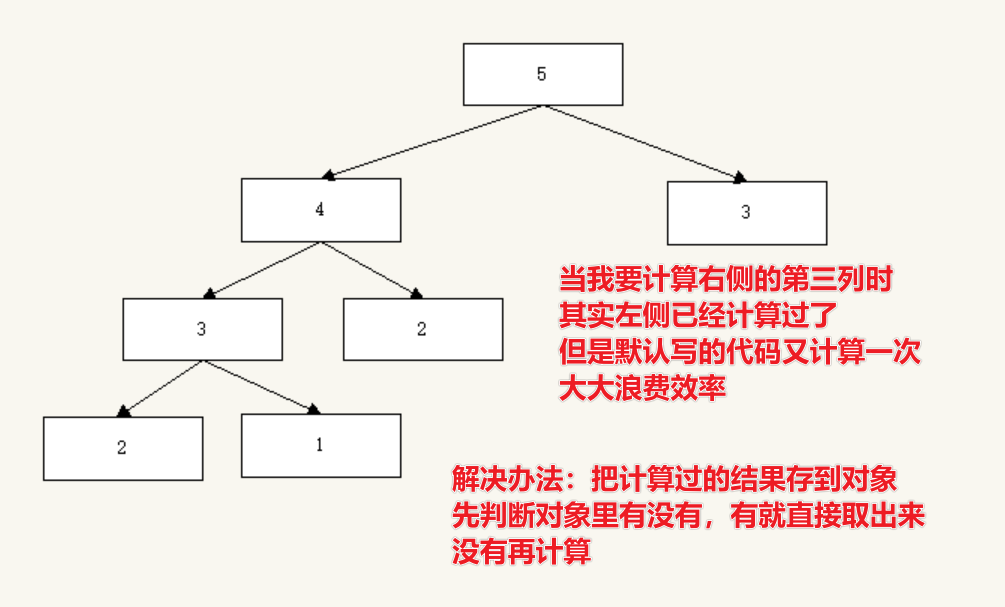 5
4
3
3
2
当我要计算右侧的第三列时
其实左侧已经计算过了
但是默认写的代码又计算一次
大大浪费效率
2
1
解决办法：把计算过的结果存到对象
先判断对象里有没有，有就直接取出来
没有再计算